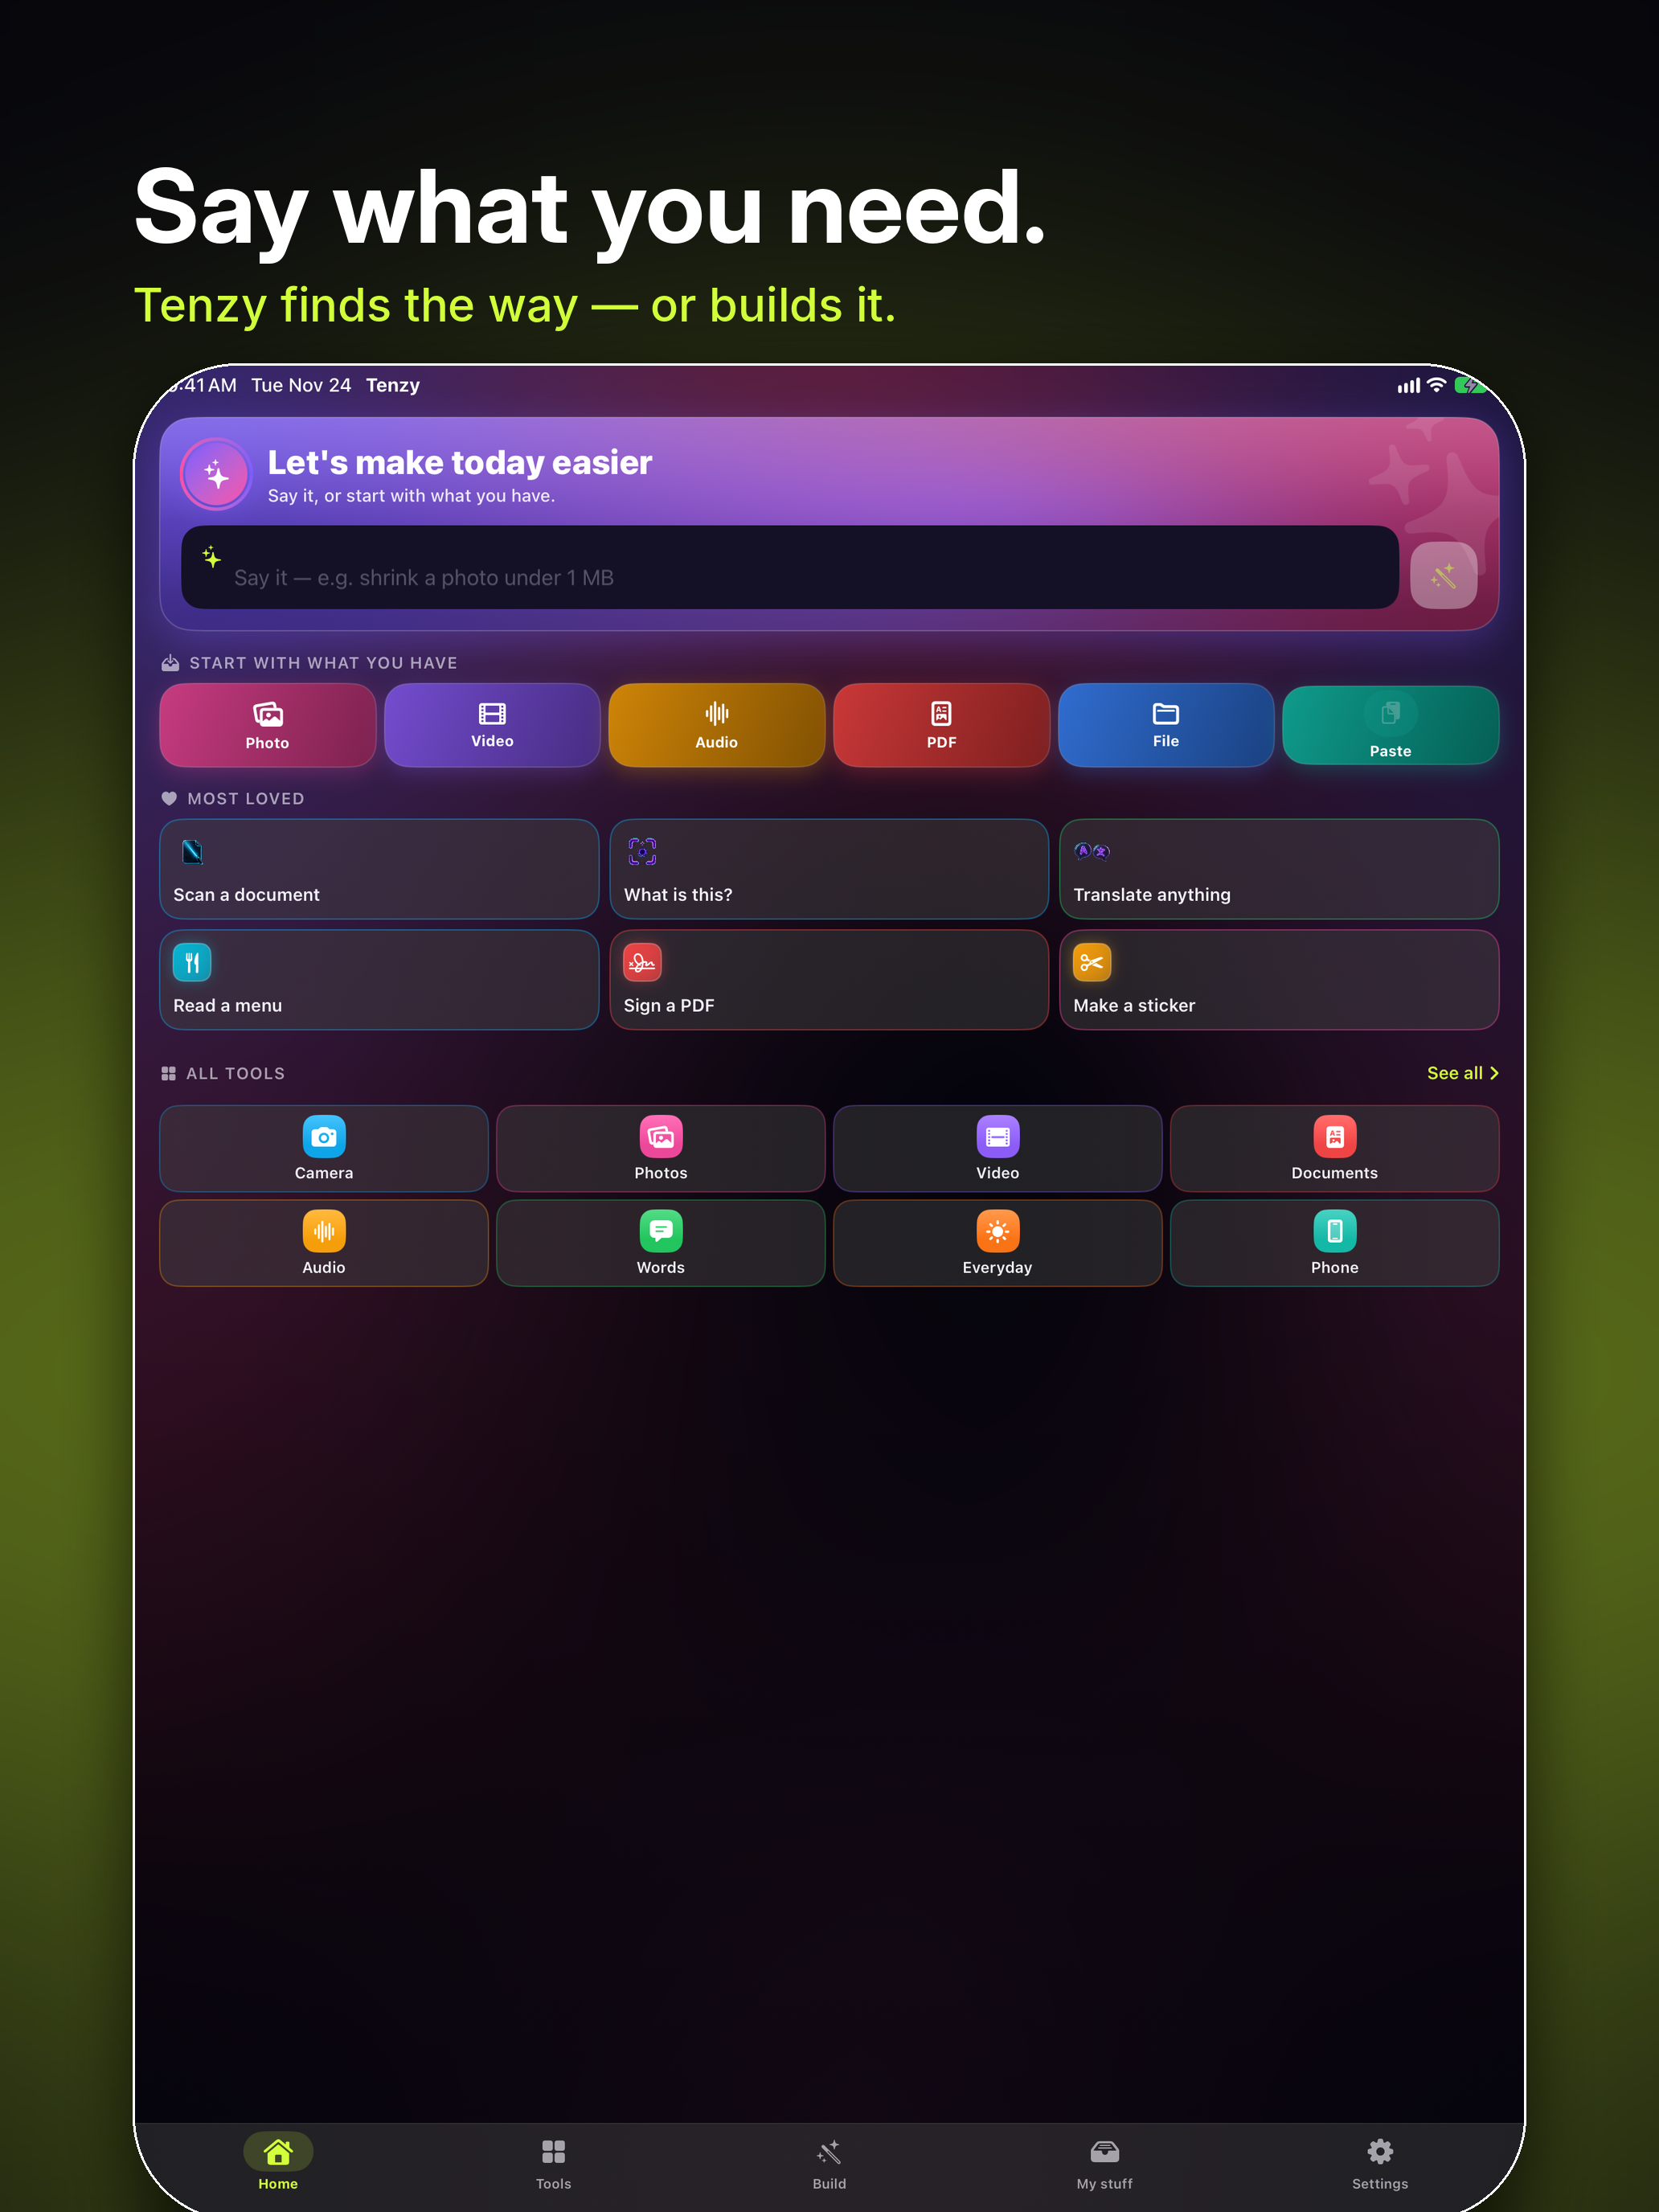 Say what you need.
Tenzy finds the way — or builds it.
:41 AM Tue Nov 24 Tenzy
Let's make today easier
Say it, or start with what you have.
Say it — e.g. shrink a photo under 1 MB
START WITH WHAT YOU HAVE
Photo Video Audio PDF File Paste
MOST LOVED
Scan a document What is this? Translate anything
Read a menu Sign a PDF Make a sticker
ALL TOOLS See all
Camera Photos Video Documents
Audio Words Everyday Phone
Home Tools Build My stuff Settings